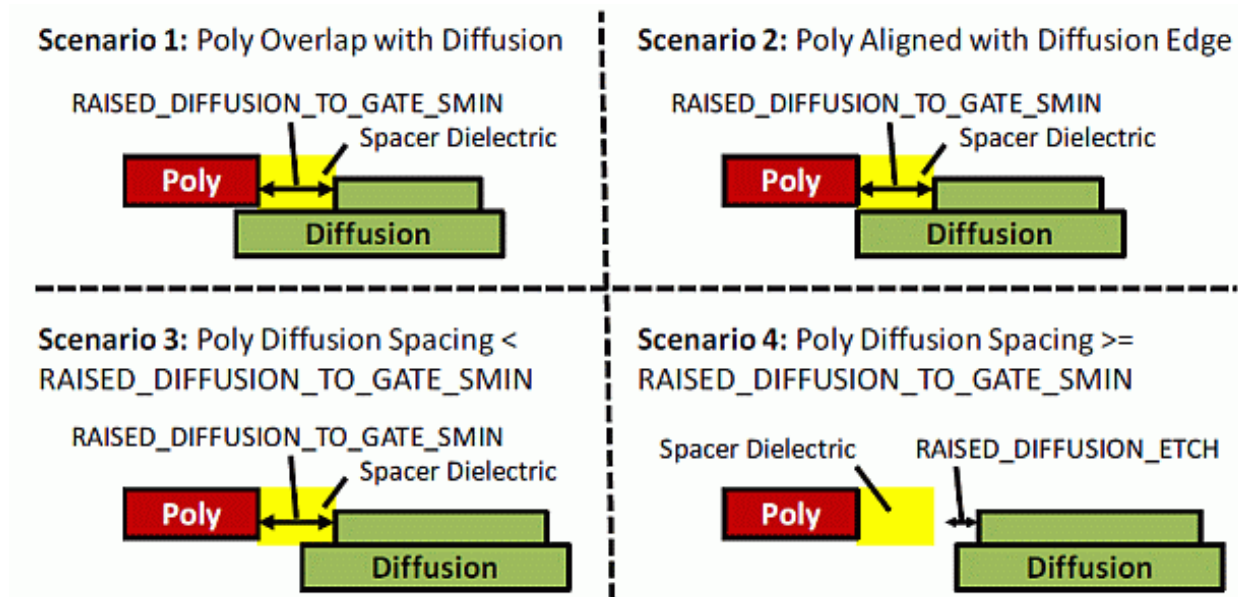 Scenario 1: Poly Overlap with Diffusion
RAISED_DIFFUSION_TO_GATE_SMIN
Spacer Dielectric
Poly
Diffusion
Scenario 2: Poly Aligned with Diffusion Edge
RAISED_DIFFUSION_TO_GATE_SMIN
Spacer Dielectric
Poly
Diffusion
Scenario 3: Poly Diffusion Spacing <
RAISED_DIFFUSION_TO_GATE_SMIN
RAISED_DIFFUSION_TO_GATE_SMIN
Spacer Dielectric
Poly
Diffusion
Scenario 4: Poly Diffusion Spacing >=
RAISED_DIFFUSION_TO_GATE_SMIN
Spacer Dielectric
RAISED_DIFFUSION_ETCH
Poly
Diffusion